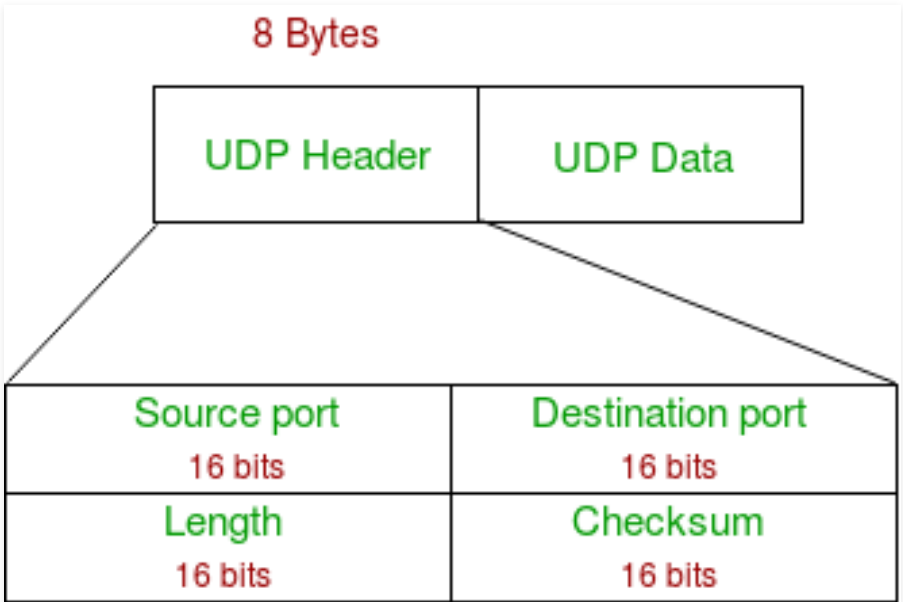 8 Bytes
UDP Header
UDP Data
Source port
16 bits
Destination port
16 bits
Length
16 bits
Checksum
16 bits